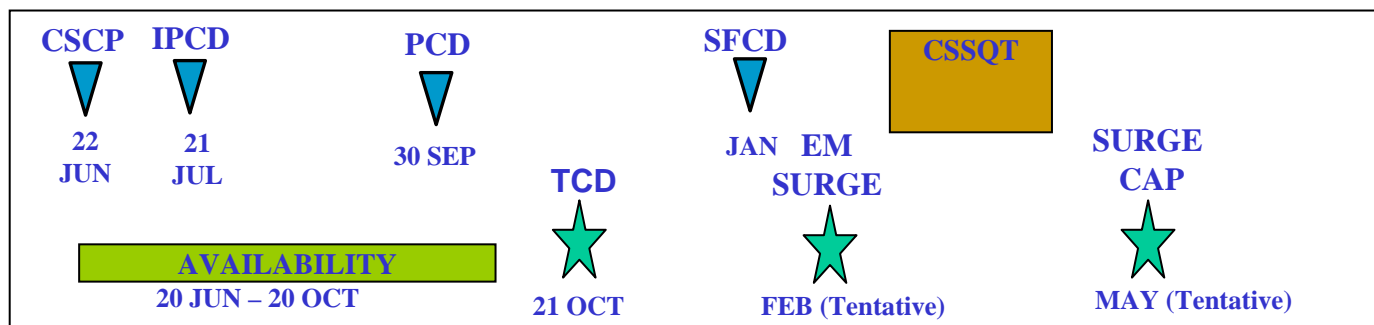 CSCP
22
JUN
IPCD
21
JUL
PCD
30 SEP
SFCD
JAN
CSSQT
TCD
21 OCT
EM
SURGE
FEB (Tentative)
SURGE
CAP
MAY (Tentative)
AVAILABILITY
20 JUN – 20 OCT